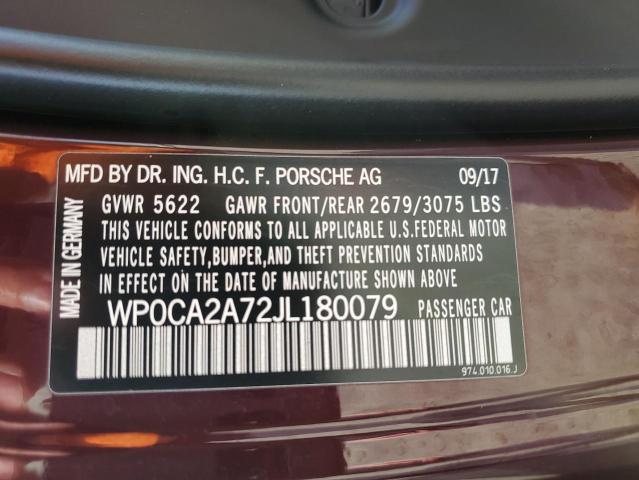 MFD BY DR. ING. H.C. F. PORSCHE AG 09/17
GVWR 5622 GAWR FRONT/REAR 2679/3075 LBS
THIS VEHICLE CONFORMS TO ALL APPLICABLE U.S.FEDERAL MOTOR
VEHICLE SAFETY,BUMPER,AND THEFT PREVENTION STANDARDS
IN EFFECT ON THE DATE OF MANUFACTURE SHOWN ABOVE.
WP0CA2A72JL180079 PASSENGER CAR
974.010.016.J
MADE IN GERMANY